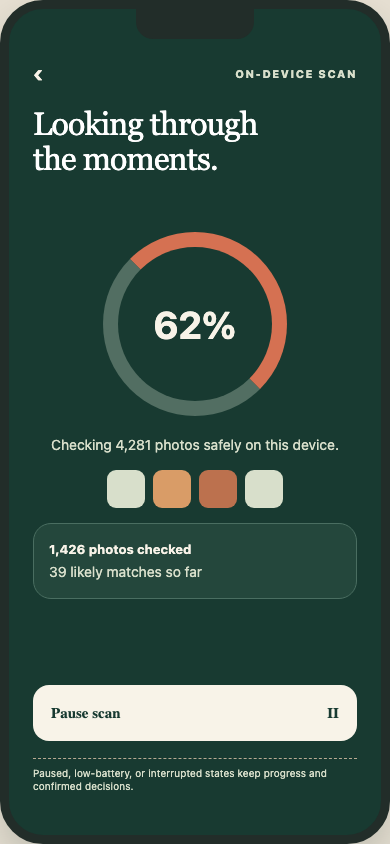 ‹
ON-DEVICE SCAN
Looking through
the moments.
62%
Checking 4,281 photos safely on this device.
1,426 photos checked
39 likely matches so far
Pause scan II
Paused, low-battery, or interrupted states keep progress and
confirmed decisions.